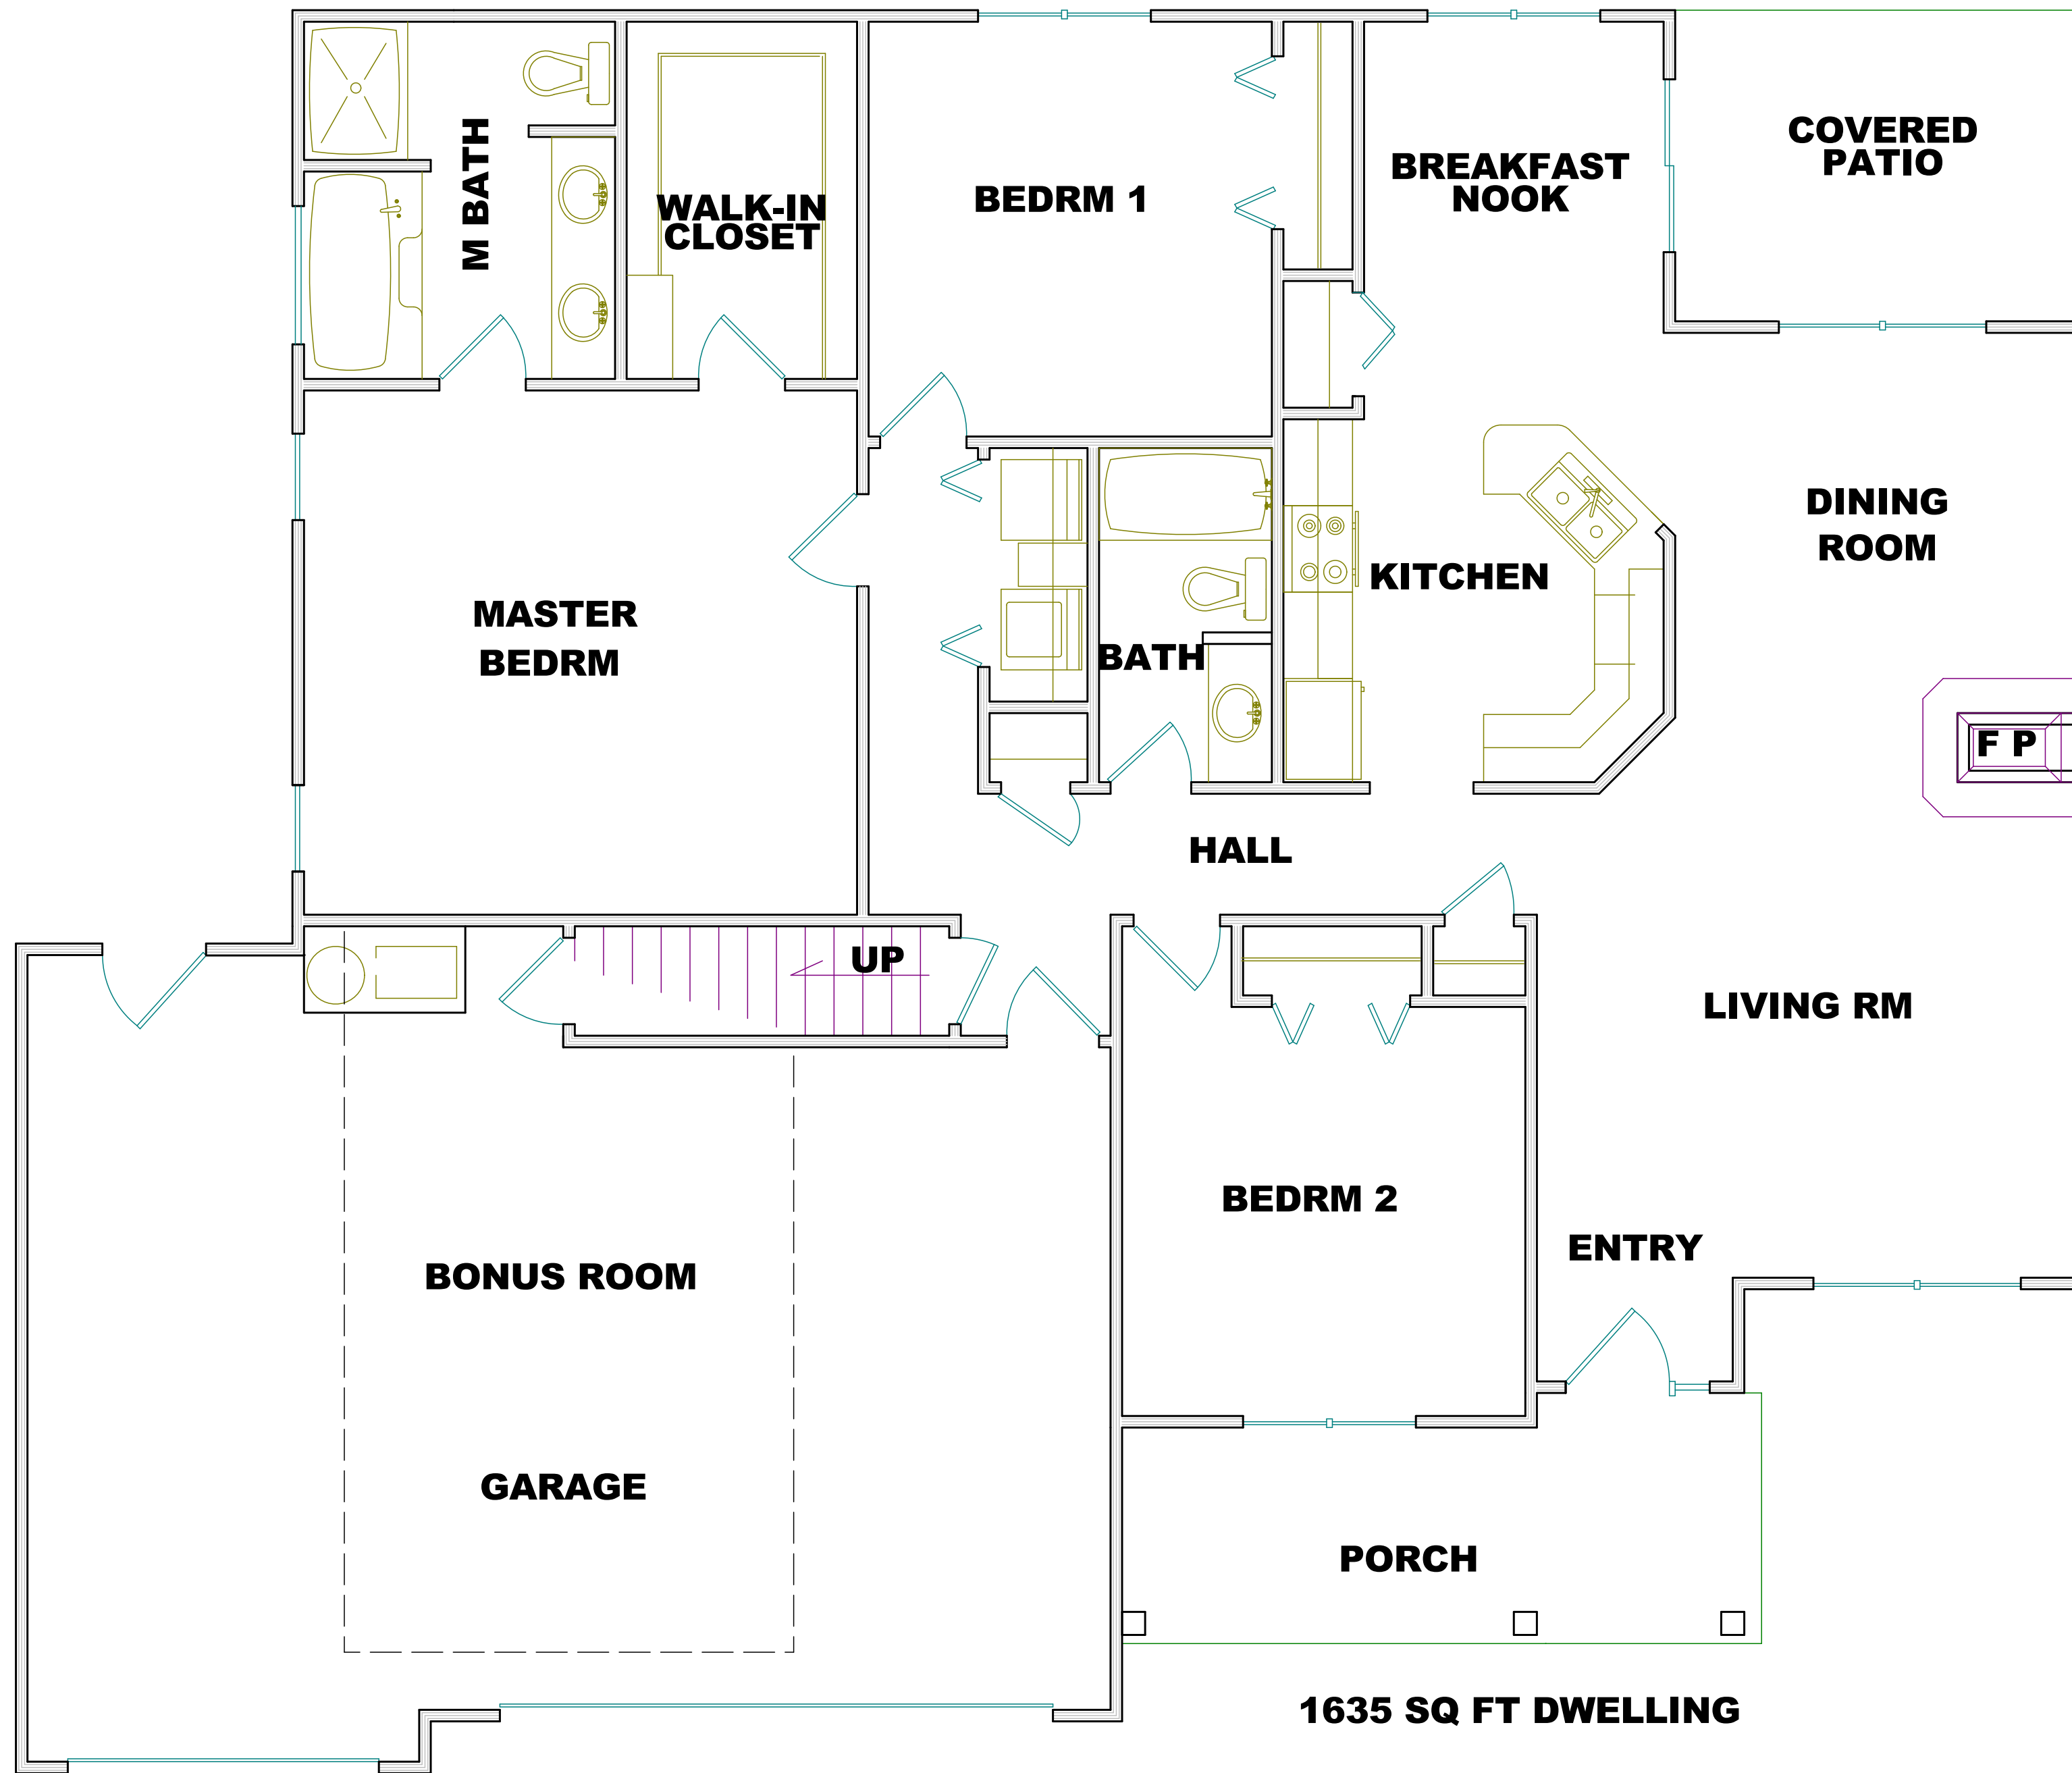 M BATH
WALK-IN
CLOSET
BEDRM 1
BREAKFAST
NOOK
COVERED
PATIO
DINING
ROOM
KITCHEN
MASTER
BEDRM
BATH
F P
HALL
UP
LIVING RM
BEDRM 2
ENTRY
BONUS ROOM
GARAGE
PORCH
1635 SQ FT DWELLING